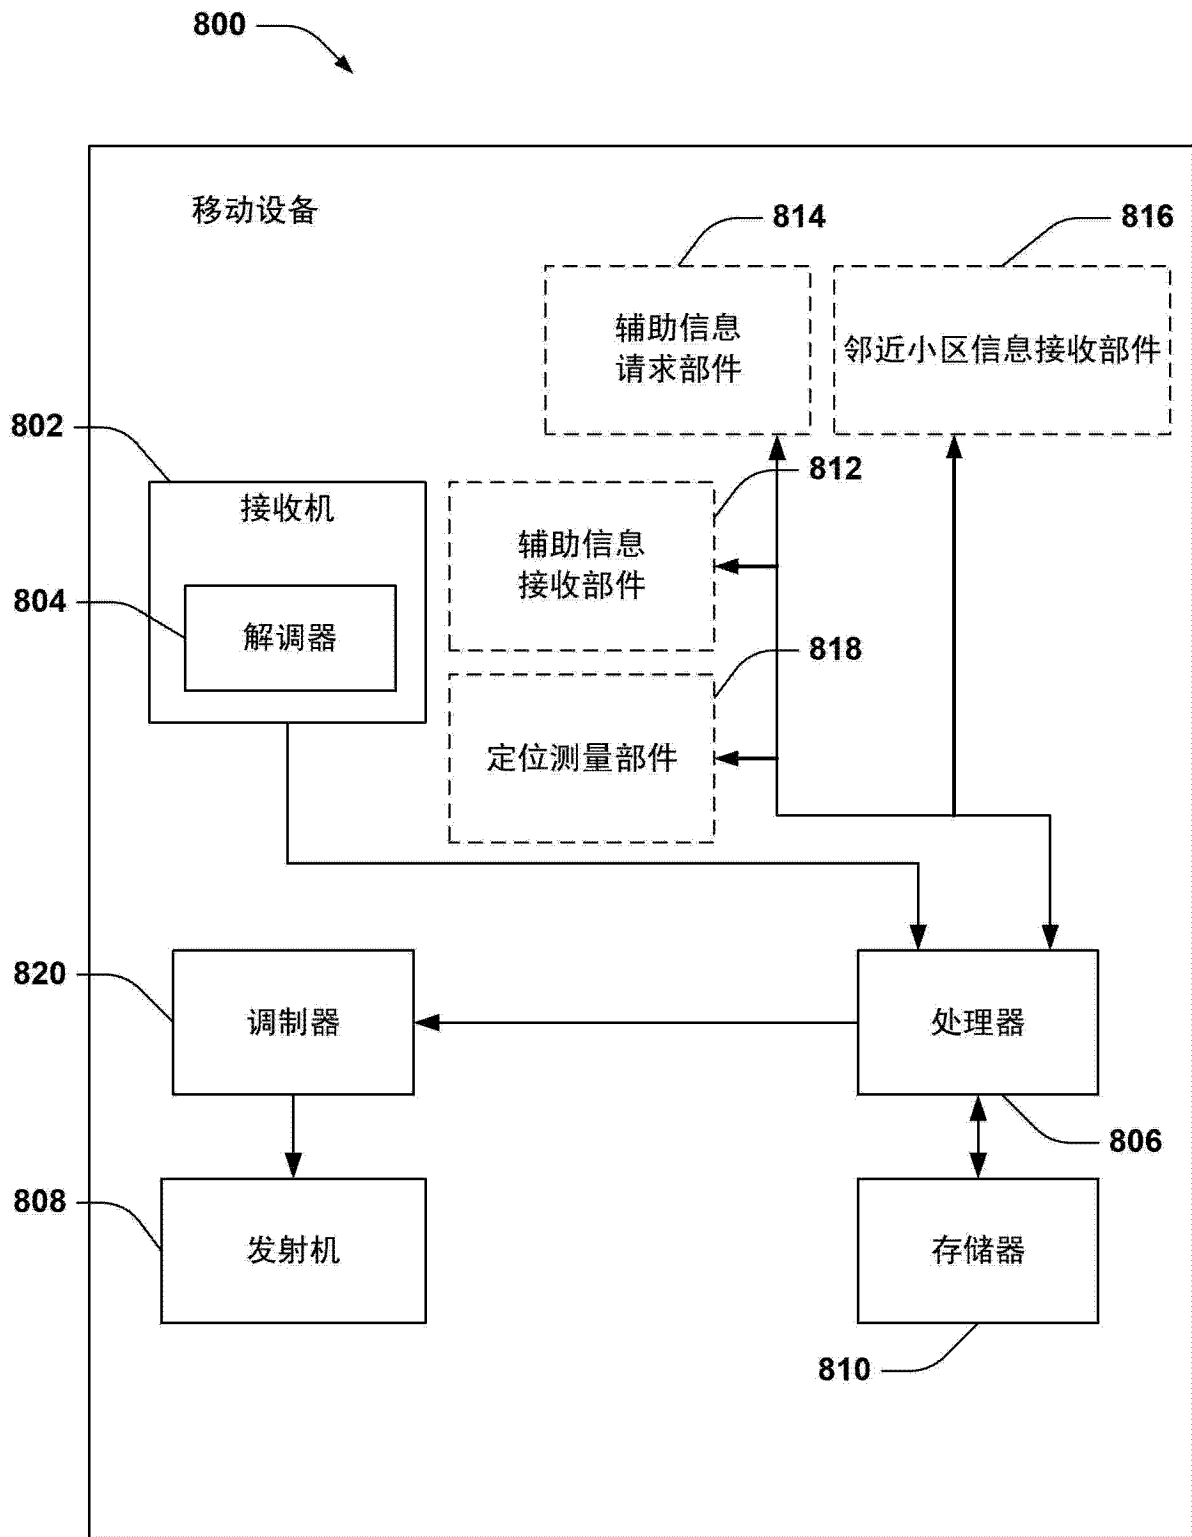 800
移动设备
814
816
辅助信息
请求部件
邻近小区信息接收部件
802
812
接收机
辅助信息
接收部件
804
解调器
818
定位测量部件
820
调制器
处理器
806
808
发射机
存储器
810